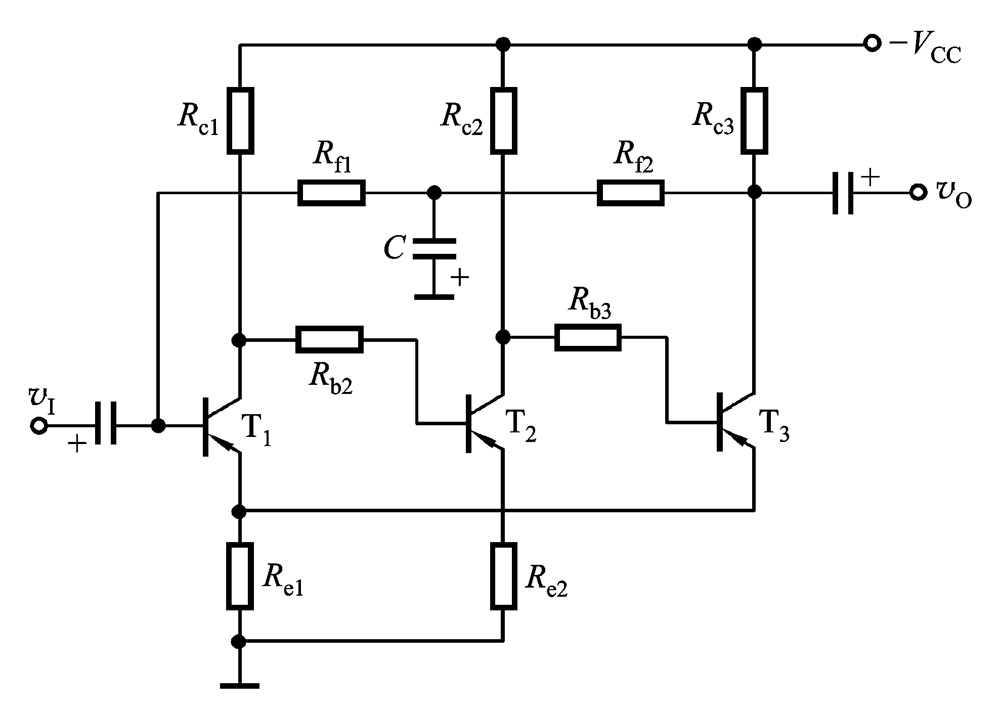 −V_CC
R_c1
R_c2
R_c3
R_f1
R_f2
+
v_O
C
+
R_b3
R_b2
v_I
+
T_1
T_2
T_3
R_e1
R_e2